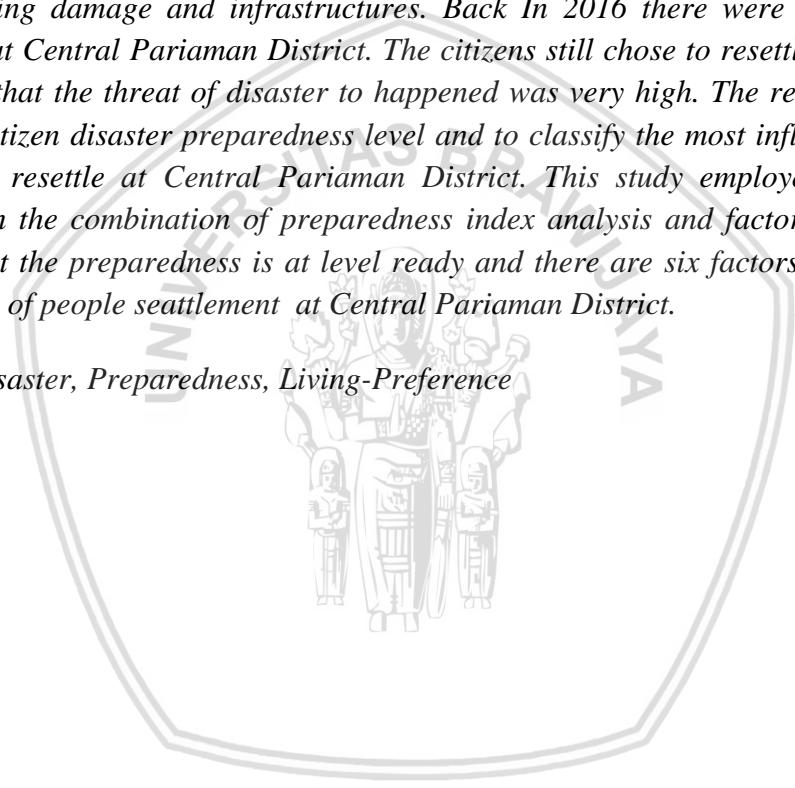 ing damage and infrastructures. Back In 2016 there were
at Central Pariaman District. The citizens still chose to resettl
that the threat of disaster to happened was very high. The re
itizen disaster preparedness level and to classify the most infl
resettle at Central Pariaman District. This study employe
n the combination of preparedness index analysis and factor
t the preparedness is at level ready and there are six factors
of people seattlement at Central Pariaman District.
saster, Preparedness, Living-Preference
UNIVERSITAS BRAWIJAYA